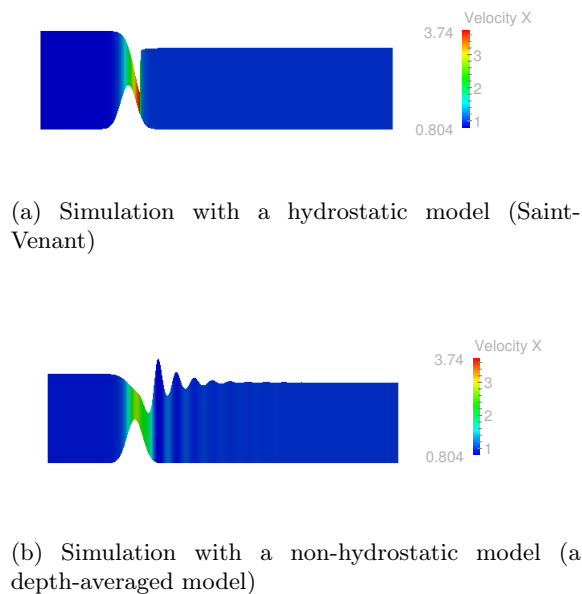 Velocity X
3.74
3
2
1
0.804
(a) Simulation with a hydrostatic model (Saint-
Venant)
Velocity X
3.74
3
2
1
0.804
(b) Simulation with a non-hydrostatic model (a
depth-averaged model)